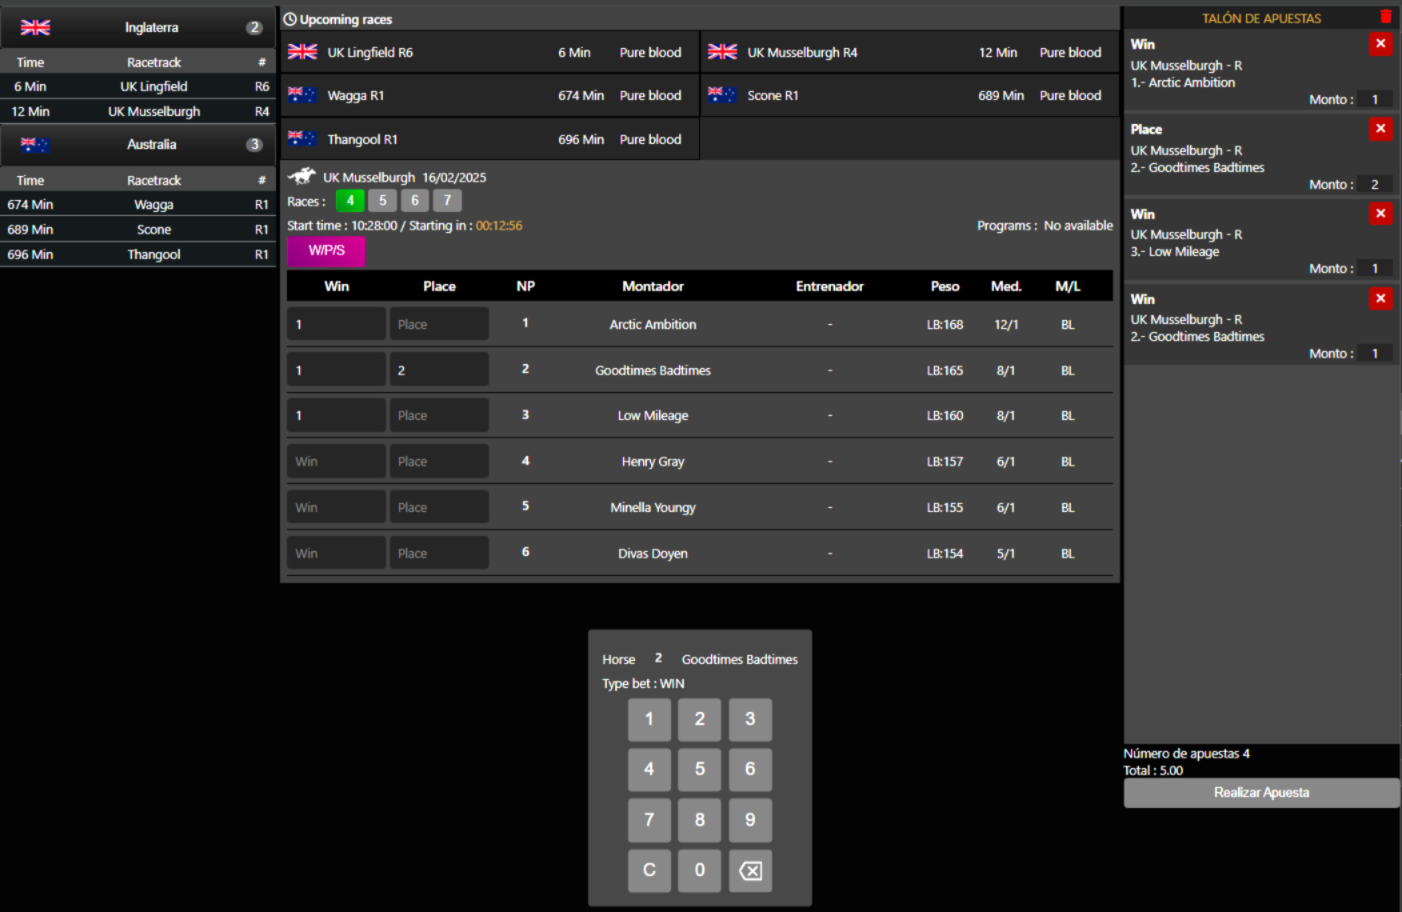 Inglaterra 2
Time Racetrack #
6 Min UK Lingfield R6
12 Min UK Musselburgh R4
Australia 3
Time Racetrack #
674 Min Wagga R1
689 Min Scone R1
696 Min Thangool R1
Upcoming races
UK Lingfield R6 6 Min Pure blood UK Musselburgh R4 12 Min Pure blood
Wagga R1 674 Min Pure blood Scone R1 689 Min Pure blood
Thangool R1 696 Min Pure blood
UK Musselburgh 16/02/2025
Races : 4 5 6 7
Start time : 10:28:00 / Starting in : 00:12:56 Programs : No available
W/P/S
Win Place NP Montador Entrenador Peso Med. M/L
1 Place 1 Arctic Ambition - LB:168 12/1 BL
1 2 2 Goodtimes Badtimes - LB:165 8/1 BL
1 Place 3 Low Mileage - LB:160 8/1 BL
Win Place 4 Henry Gray - LB:157 6/1 BL
Win Place 5 Minella Youngy - LB:155 6/1 BL
Win Place 6 Divas Doyen - LB:154 5/1 BL
Horse 2 Goodtimes Badtimes
Type bet : WIN
1 2 3
4 5 6
7 8 9
C 0
TALÓN DE APUESTAS
Win
UK Musselburgh - R
1.- Arctic Ambition
Monto : 1
Place
UK Musselburgh - R
2.- Goodtimes Badtimes
Monto : 2
Win
UK Musselburgh - R
3.- Low Mileage
Monto : 1
Win
UK Musselburgh - R
2.- Goodtimes Badtimes
Monto : 1
Número de apuestas 4
Total : 5.00
Realizar Apuesta